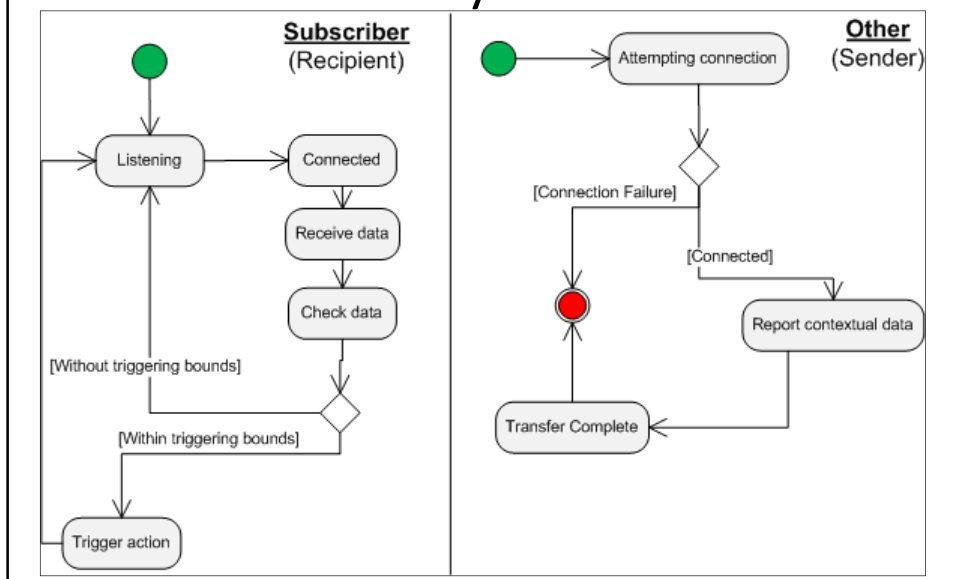 Subscriber
(Recipient)
Listening
Connected
Receive data
Check data
[Without triggering bounds]
[Within triggering bounds]
Trigger action
Other
(Sender)
Attempting connection
[Connection Failure]
[Connected]
Report contextual data
Transfer Complete